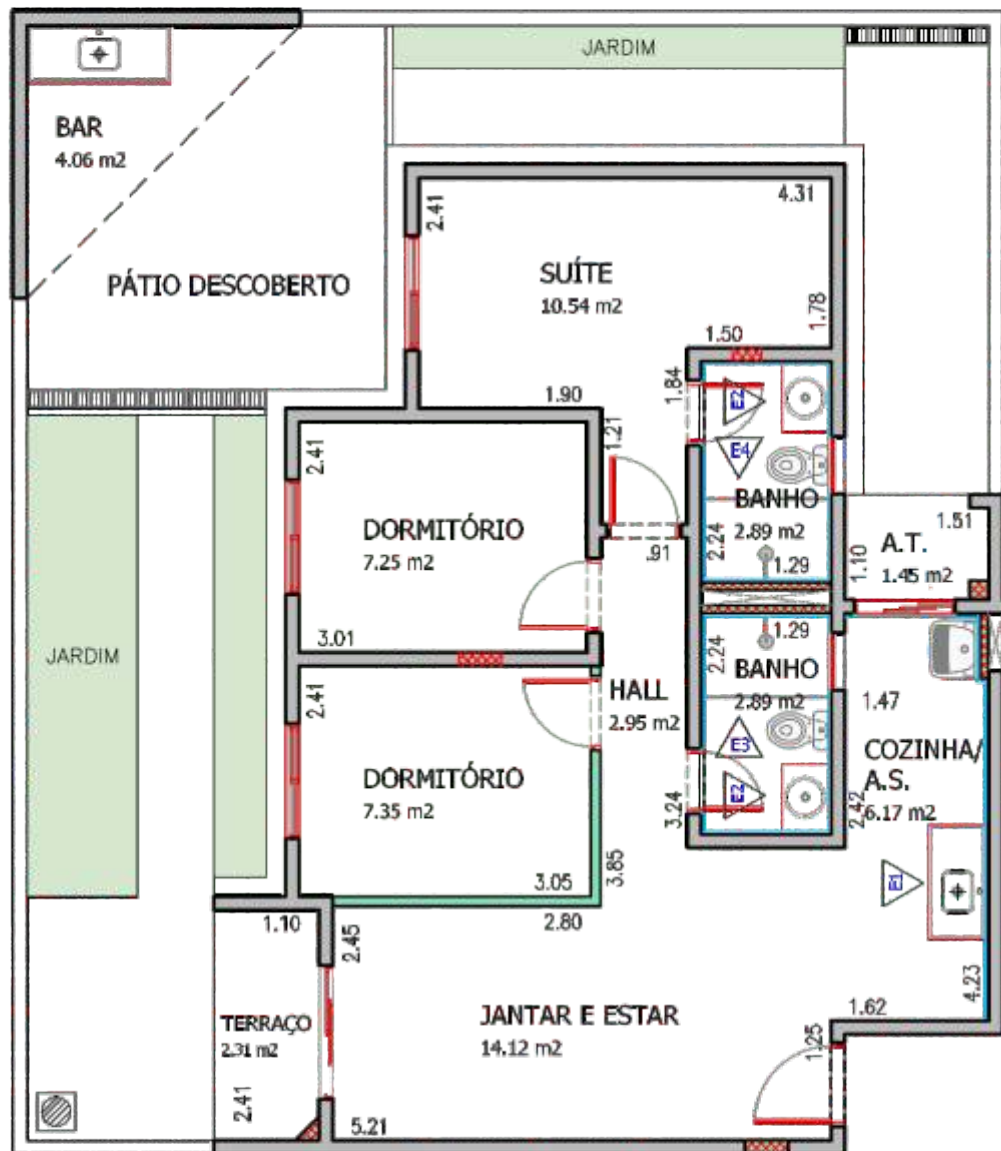 JARDIM
BAR
4.06 m2
4.31
2.41
PÁTIO DESCOBERTO
SUÍTE
10.54 m2
1.78
1.50
1.90
1.84
E2
1.21
2.41
E4
DORMITÓRIO
7.25 m2
BANHO
2.89 m2
2.24
1.29
.91
1.51
A.T.
1.45 m2
1.10
3.01
JARDIM
1.29
2.24
BANHO
2.89 m2
2.41
HALL
2.95 m2
1.47
E3
COZINHA/
A.S.
6.17 m2
2.42
DORMITÓRIO
7.35 m2
E2
3.24
3.85
3.05
2.80
E1
1.10
2.45
4.23
TERRAÇO
2.31 m2
JANTAR E ESTAR
14.12 m2
1.62
1.25
2.41
5.21